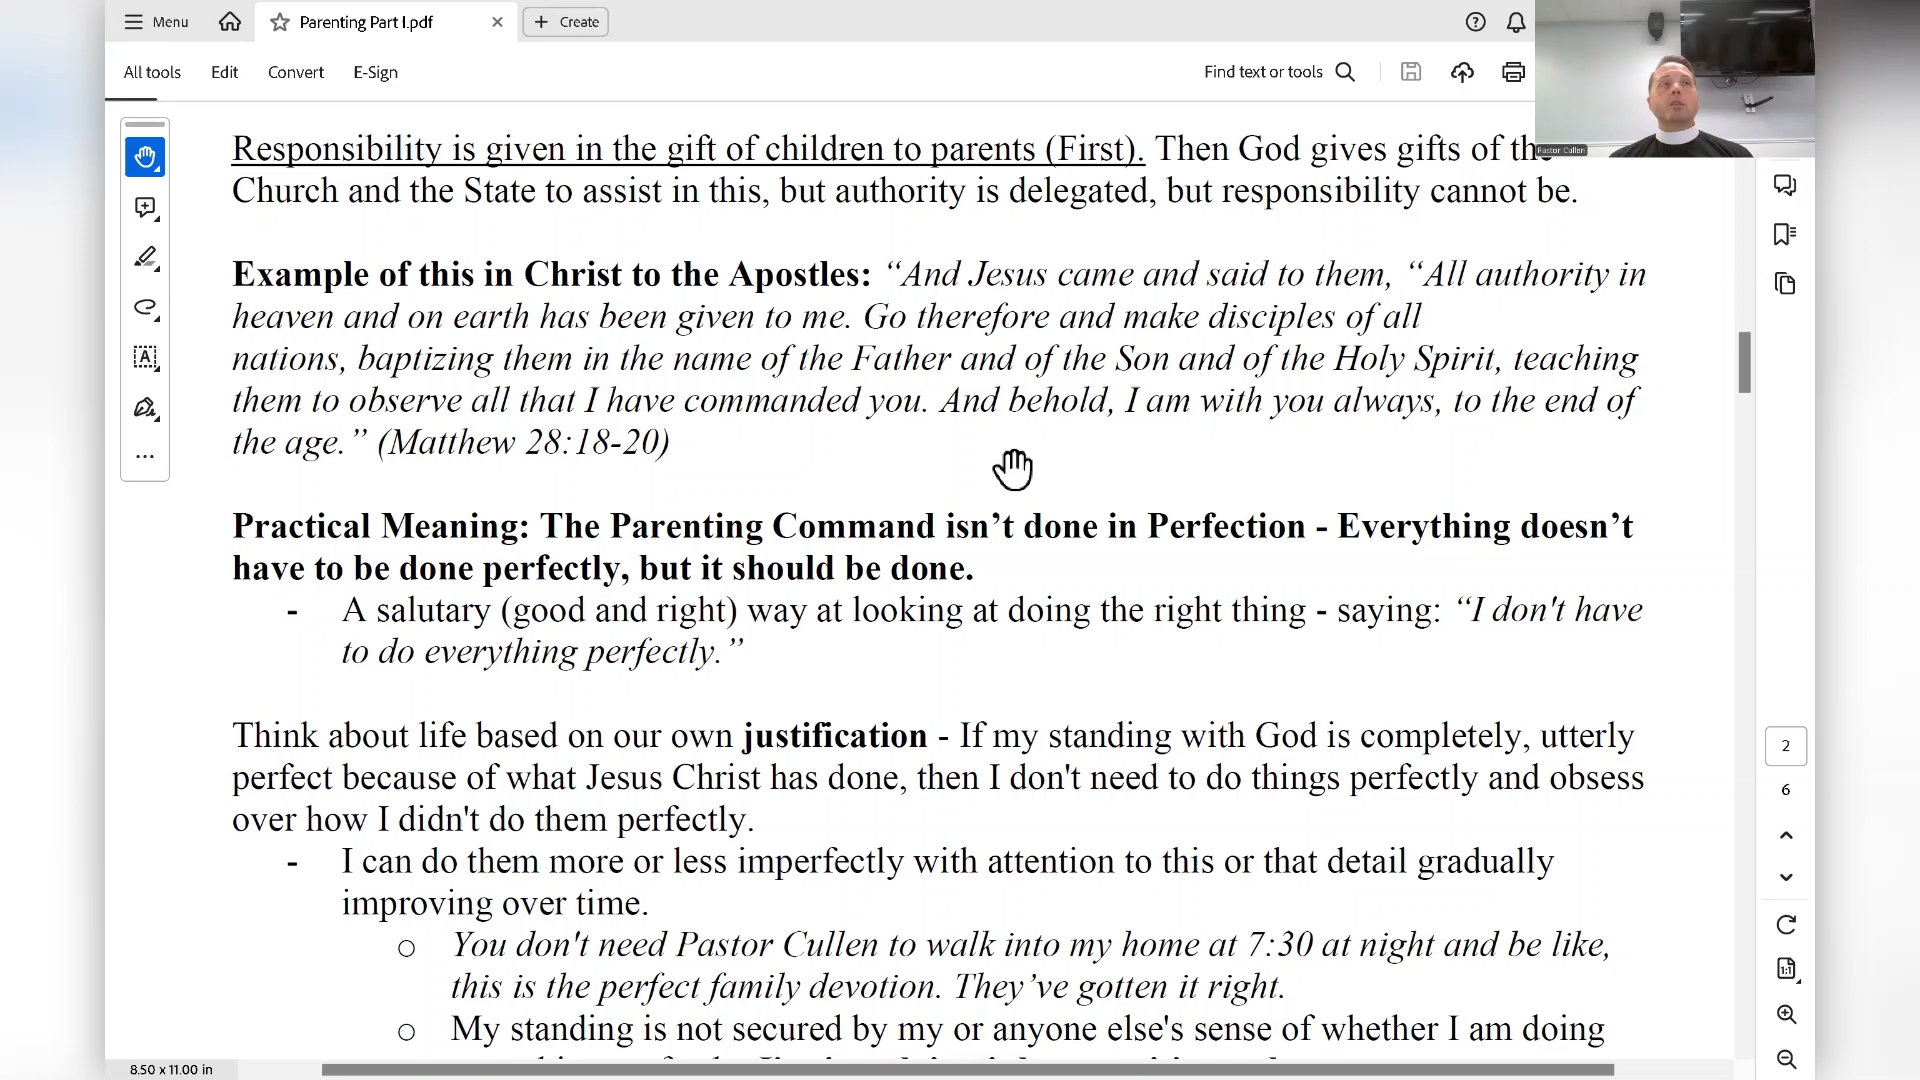 Menu
Parenting Part I.pdf
Create
All tools
Edit
Convert
E-Sign
Find text or tools
Pastor Cullen
Responsibility is given in the gift of children to parents (First). Then God gives gifts of the
Church and the State to assist in this, but authority is delegated, but responsibility cannot be.
Example of this in Christ to the Apostles: “And Jesus came and said to them, “All authority in
heaven and on earth has been given to me. Go therefore and make disciples of all
nations, baptizing them in the name of the Father and of the Son and of the Holy Spirit, teaching
them to observe all that I have commanded you. And behold, I am with you always, to the end of
the age.” (Matthew 28:18-20)
Practical Meaning: The Parenting Command isn’t done in Perfection - Everything doesn’t
have to be done perfectly, but it should be done.
- A salutary (good and right) way at looking at doing the right thing - saying: “I don't have
to do everything perfectly.”
Think about life based on our own justification - If my standing with God is completely, utterly
perfect because of what Jesus Christ has done, then I don't need to do things perfectly and obsess
over how I didn't do them perfectly.
- I can do them more or less imperfectly with attention to this or that detail gradually
improving over time.
○ You don't need Pastor Cullen to walk into my home at 7:30 at night and be like,
this is the perfect family devotion. They’ve gotten it right.
○ My standing is not secured by my or anyone else's sense of whether I am doing
2
6
8.50 x 11.00 in